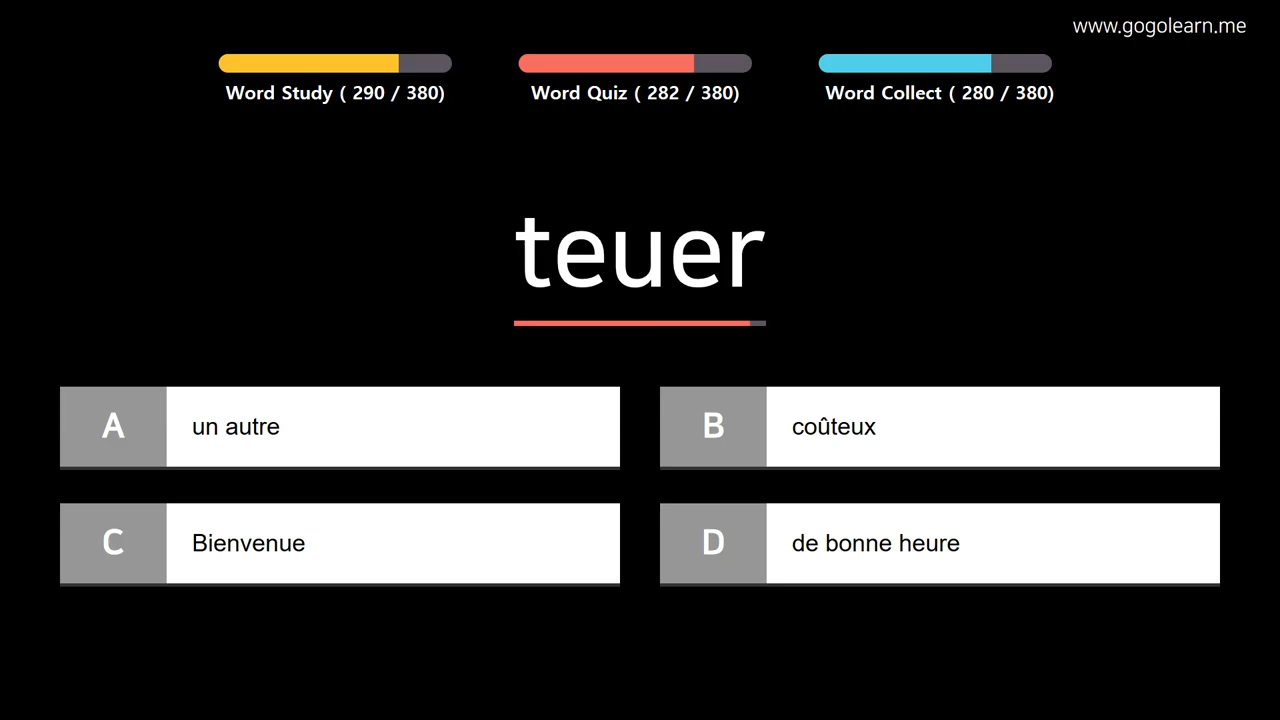 www.gogolearn.me
Word Study ( 290 / 380)
Word Quiz ( 282 / 380)
Word Collect ( 280 / 380)
teuer
A un autre
B coûteux
C Bienvenue
D de bonne heure